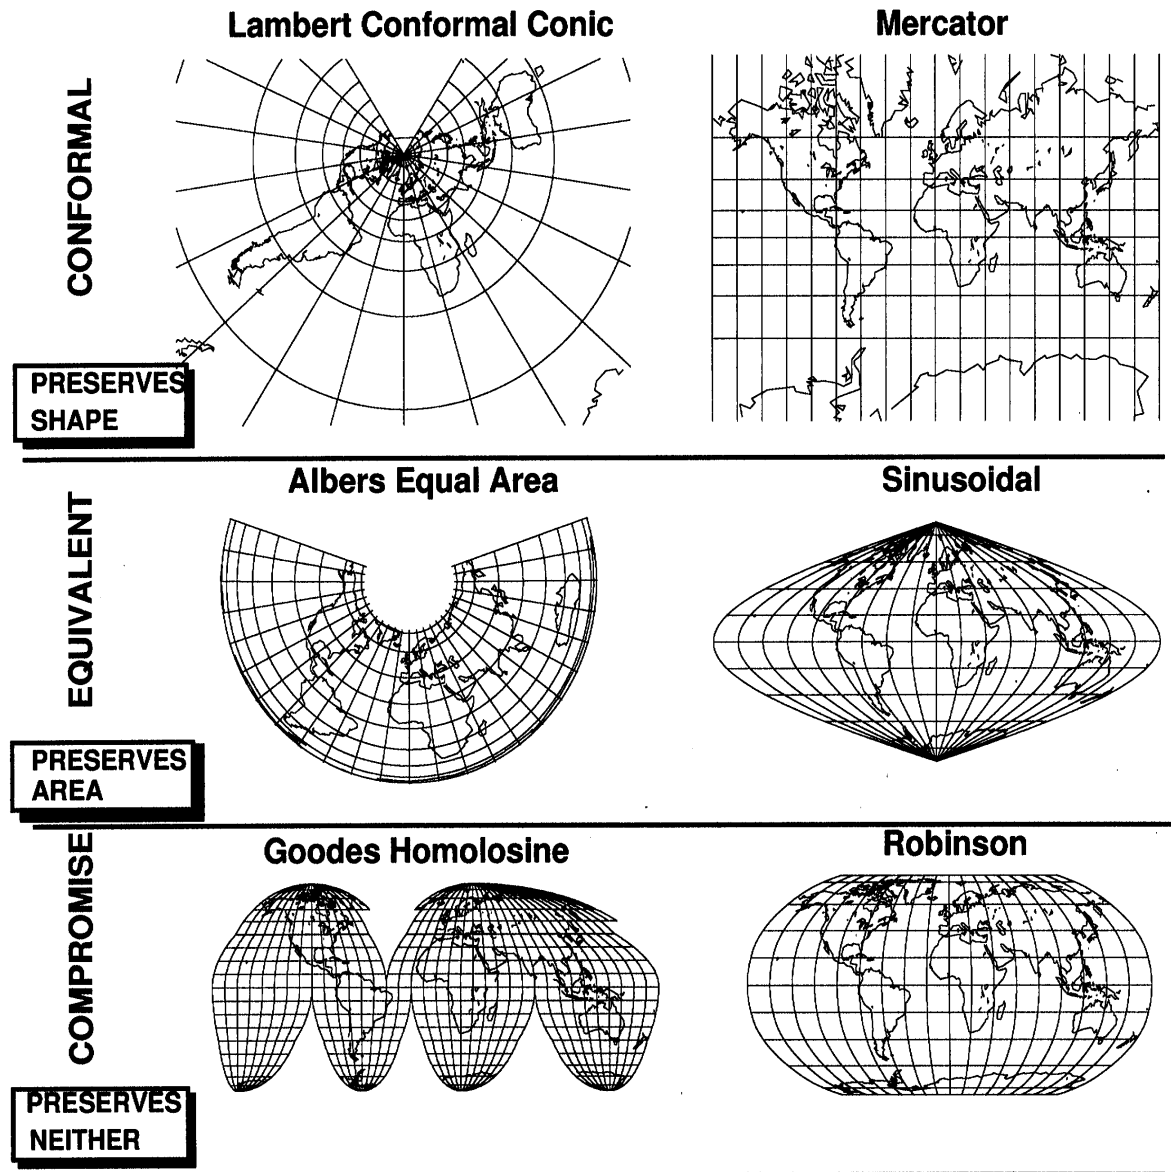 Lambert Conformal Conic
Mercator
CONFORMAL
PRESERVES
SHAPE
Albers Equal Area
Sinusoidal
EQUIVALENT
PRESERVES
AREA
Goodes Homolosine
Robinson
COMPROMISE
PRESERVES
NEITHER